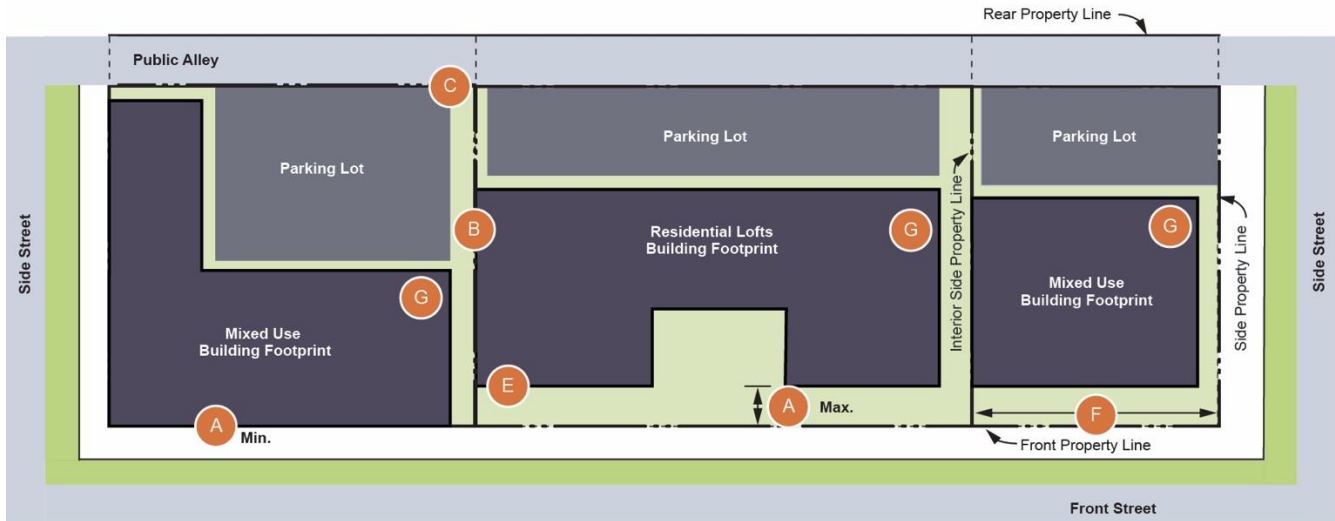 Rear Property Line
Public Alley
C
Parking Lot
Parking Lot
Parking Lot
Side Street
B
Residential Lofts
Building Footprint
G
Interior Side Property Line
G
Side Property Line
Side Street
G
Mixed Use
Building Footprint
Mixed Use
Building Footprint
E
A
Min.
A
Max.
F
Front Property Line
Front Street